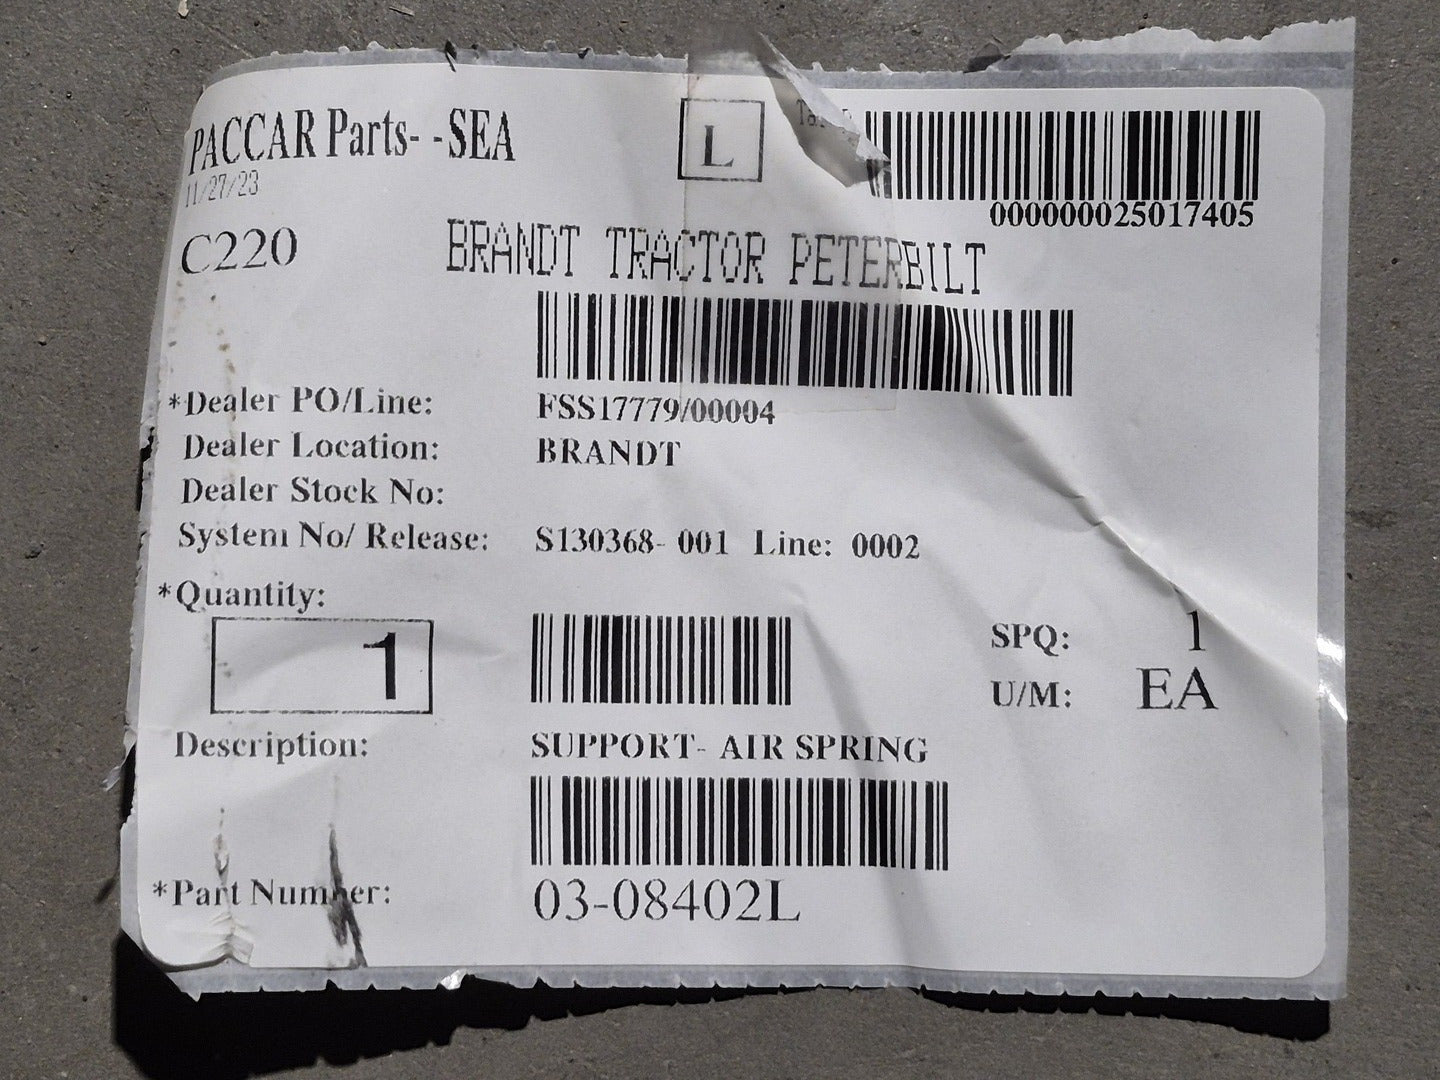 PACCAR Parts- -SEA
L
11/27/23
000000025017405
C220
BRANDT TRACTOR PETERBILT
*Dealer PO/Line: FSS17779/00004
Dealer Location: BRANDT
Dealer Stock No:
System No/ Release: S130368- 001 Line: 0002
*Quantity:
1
SPQ: 1
U/M: EA
Description: SUPPORT- AIR SPRING
*Part Number: 03-08402L